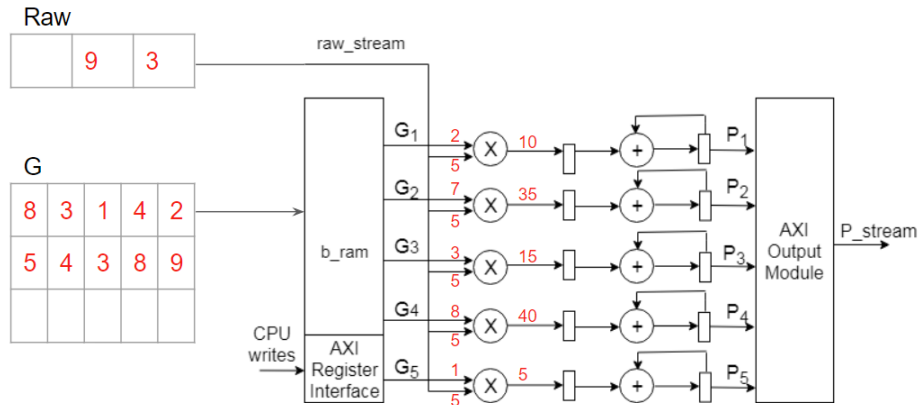 Raw
9 3
raw_stream
G
8 3 1 4 2
5 4 3 8 9
b_ram
CPU
writes
AXI
Register
Interface
G1
2
5
X
10
+
P1
G2
7
5
X
35
+
P2
G3
3
5
X
15
+
P3
G4
8
5
X
40
+
P4
G5
1
5
X
5
+
P5
AXI
Output
Module
P_stream